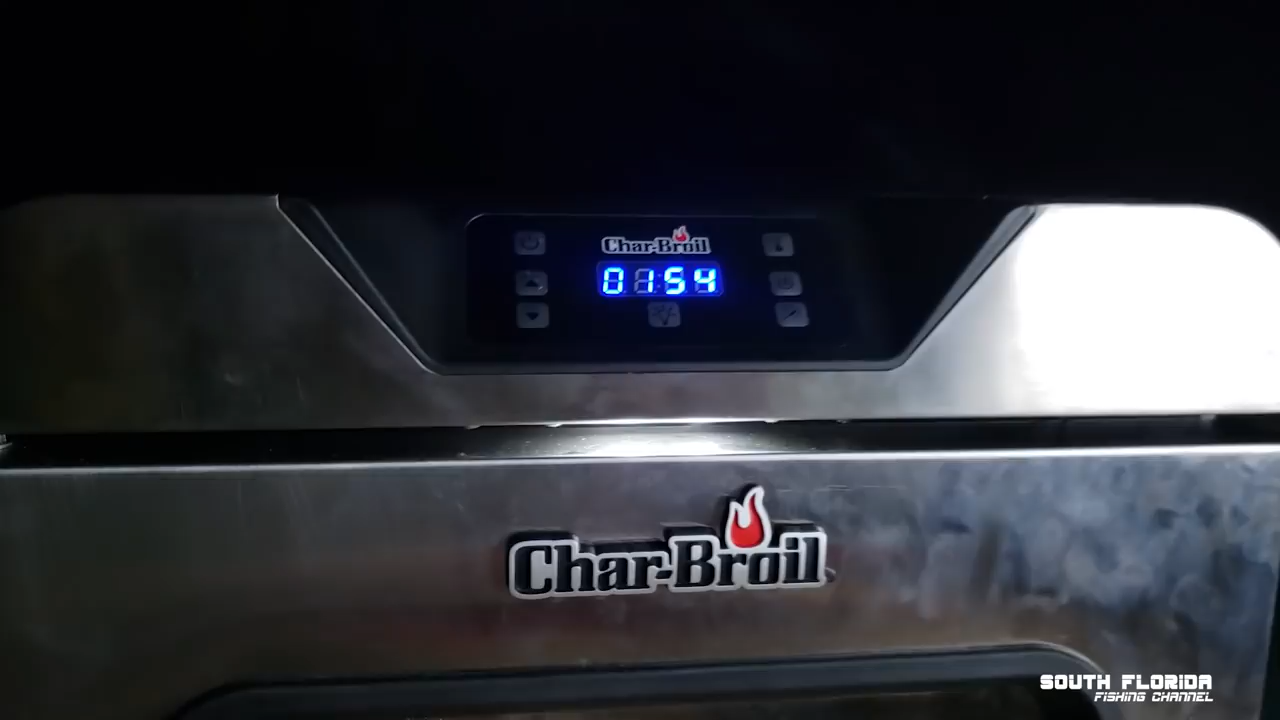 Char-Broil
01:54
Char-Broil
SOUTH FLORIDA
FISHING CHANNEL